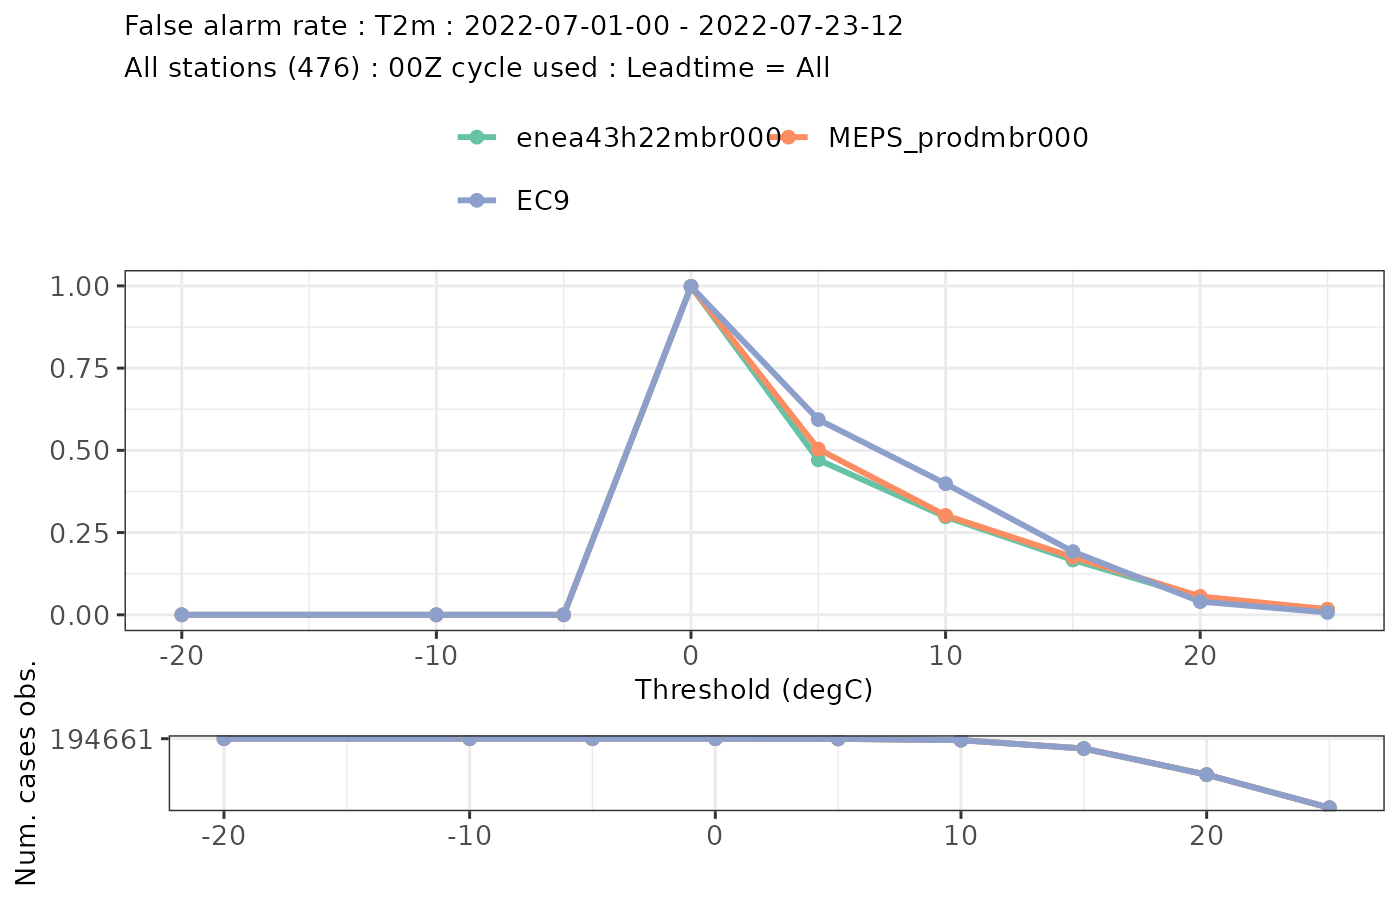 False alarm rate : T2m : 2022-07-01-00 - 2022-07-23-12
All stations (476) : 00Z cycle used : Leadtime = All
enea43h22mbr000 MEPS_prodmbr000
EC9
1.00
0.75
0.50
0.25
0.00
-20 -10 0 10 20
Threshold (degC)
Num. cases obs.
194661
-20 -10 0 10 20